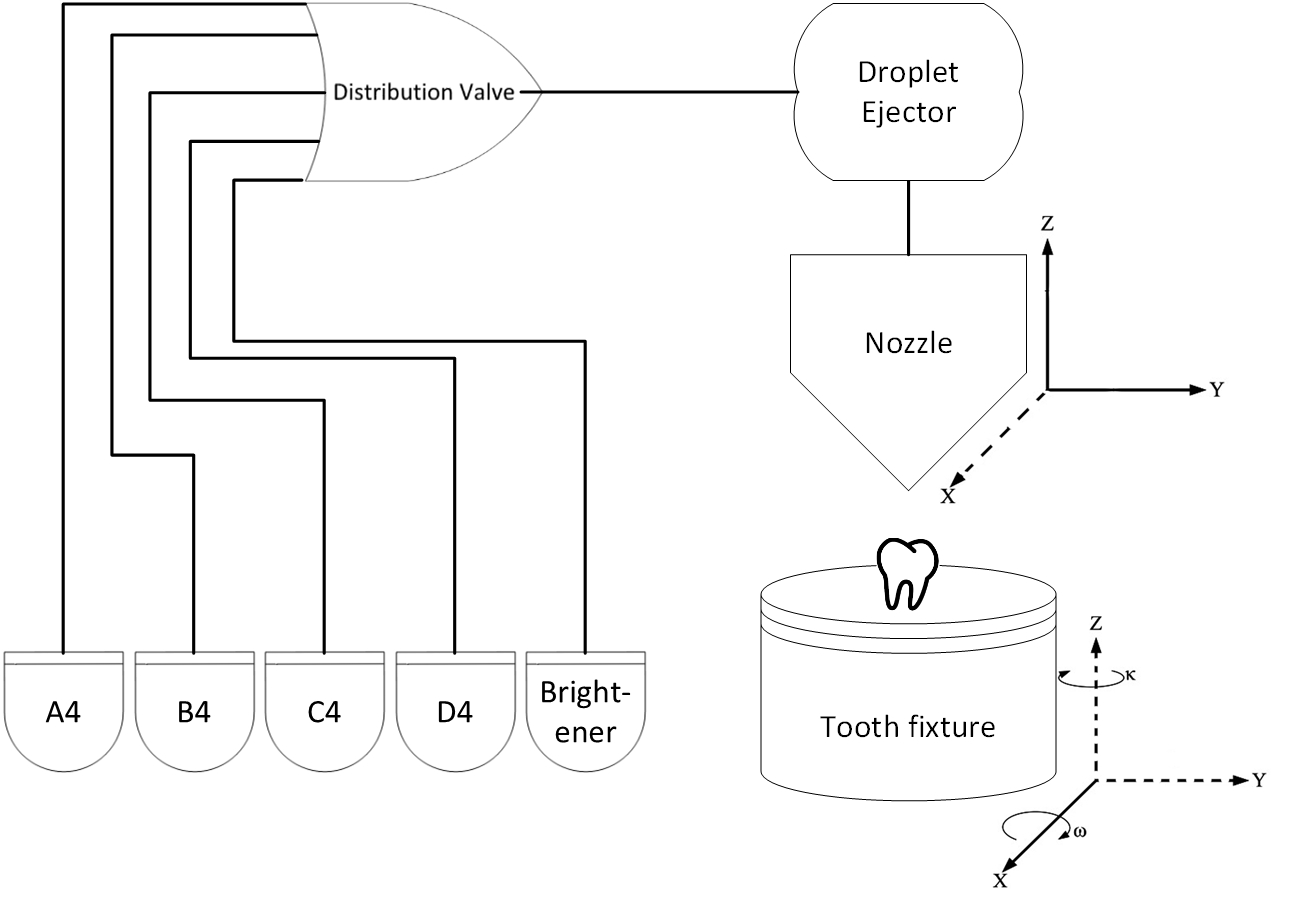 Distribution Valve
Droplet
Ejector
Z
Nozzle
Y
X
A4
B4
C4
D4
Bright-
ener
Tooth fixture
Z
κ
Y
ω
X